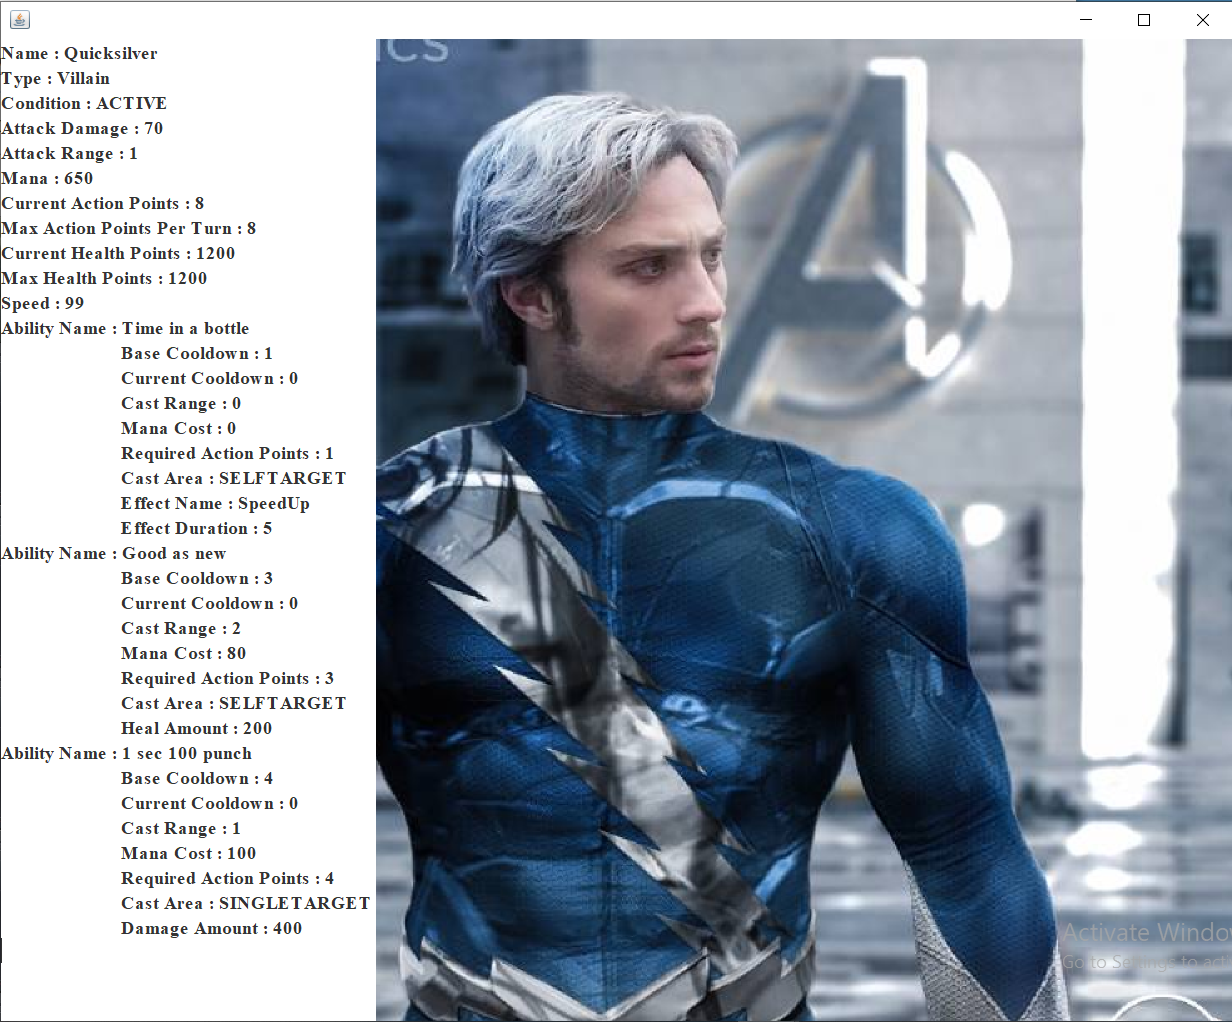 ics
Name : Quicksilver
Type : Villain
Condition : ACTIVE
Attack Damage : 70
Attack Range : 1
Mana : 650
Current Action Points : 8
Max Action Points Per Turn : 8
Current Health Points : 1200
Max Health Points : 1200
Speed : 99
Ability Name : Time in a bottle
Base Cooldown : 1
Current Cooldown : 0
Cast Range : 0
Mana Cost : 0
Required Action Points : 1
Cast Area : SELFTARGET
Effect Name : SpeedUp
Effect Duration : 5
Ability Name : Good as new
Base Cooldown : 3
Current Cooldown : 0
Cast Range : 2
Mana Cost : 80
Required Action Points : 3
Cast Area : SELFTARGET
Heal Amount : 200
Ability Name : 1 sec 100 punch
Base Cooldown : 4
Current Cooldown : 0
Cast Range : 1
Mana Cost : 100
Required Action Points : 4
Cast Area : SINGLETARGET
Damage Amount : 400
A
Activate Windo
Go to Settings to acti